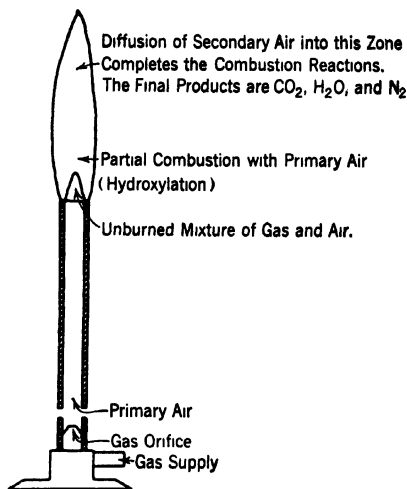 Diffusion of Secondary Air into this Zone
Completes the Combustion Reactions.
The Final Products are CO₂, H₂O, and N₂
Partial Combustion with Primary Air
(Hydroxylation)
Unburned Mixture of Gas and Air.
Primary Air
Gas Orifice
Gas Supply